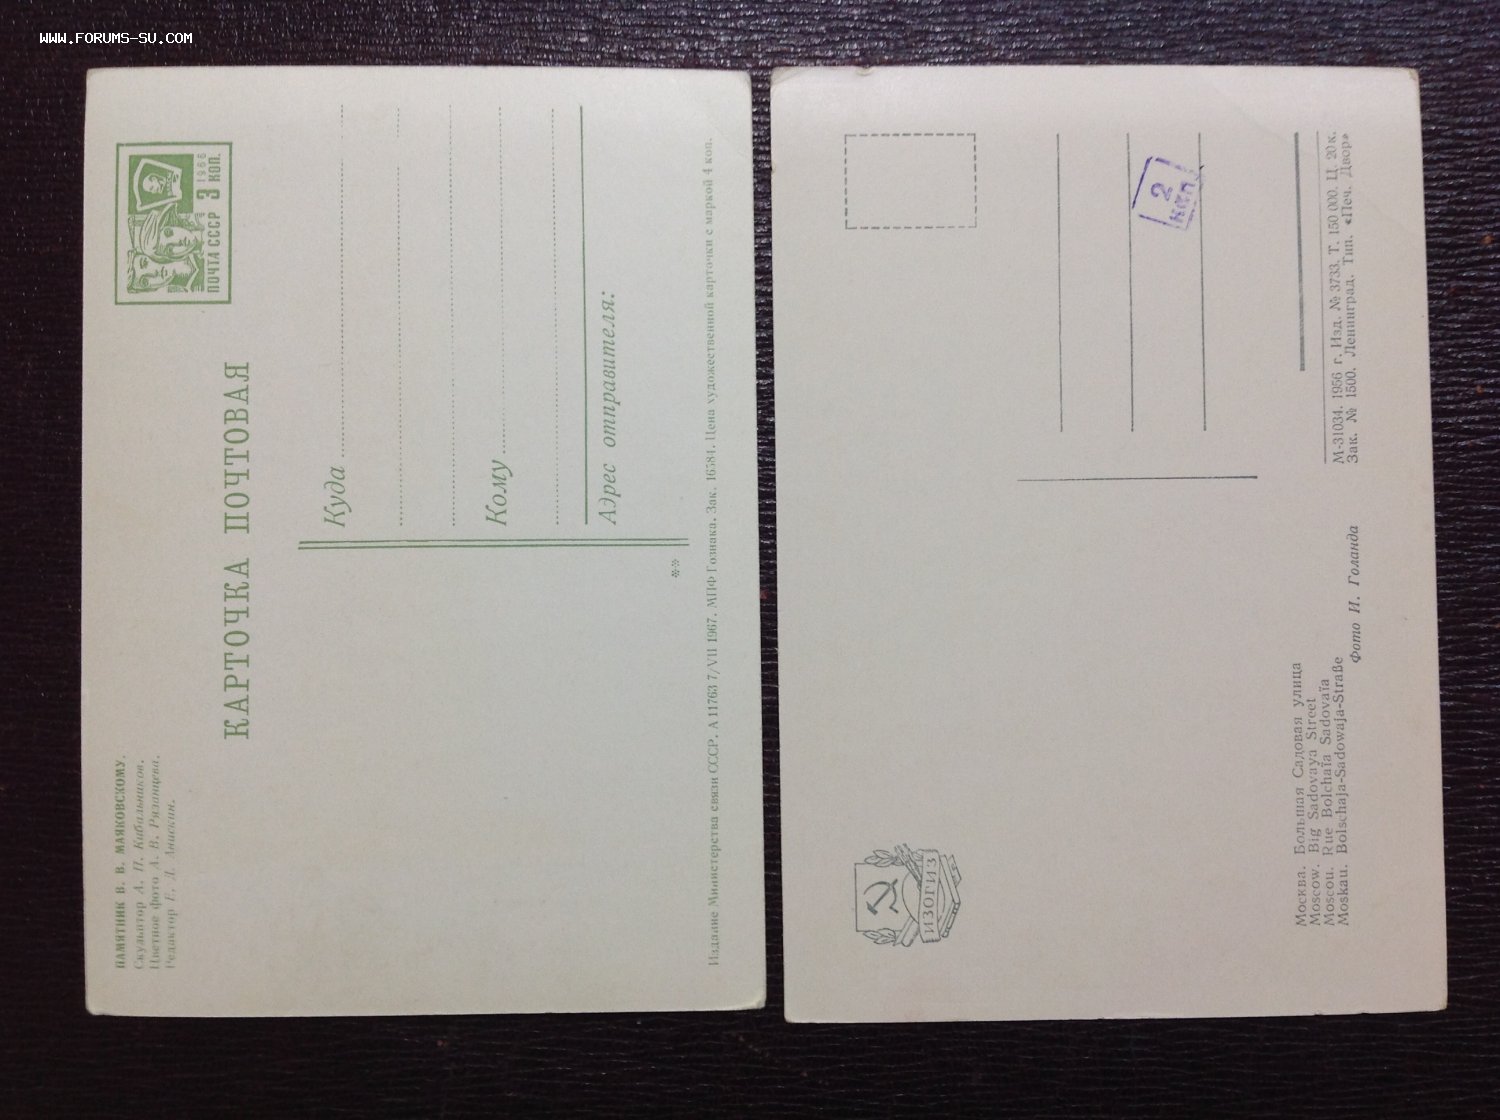 WWW.FORUMS-SU.COM
ПАМЯТНИК В. В. МАЯКОВСКОМУ.
Скульптор А. П. Кибальников.
Цветное фото А. В. Рязанцева.
Редактор Е. Д. Анискин.
КАРТОЧКА ПОЧТОВАЯ
ПОЧТА СССР
3 КОП.
1966
Куда
Кому
Адрес отправителя:
Издание Министерства связи СССР. А 11763 7/VII 1967. МПФ Гознака. Зак. 16584. Цена художественной карточки с маркой 4 коп.
ИЗОГИЗ
2
коп
Москва. Большая Садовая улица
Moscow. Big Sadovaya Street
Moscou. Rue Bolchaïa Sadovaïa
Moskau. Bolschaja-Sadowaja-Straße
Фото И. Голанда
М-31034. 1956 г. Изд. № 3733. Т. 150 000. Ц. 20 к.
Зак. № 1500. Ленинград. Тип. «Печ. Двор»